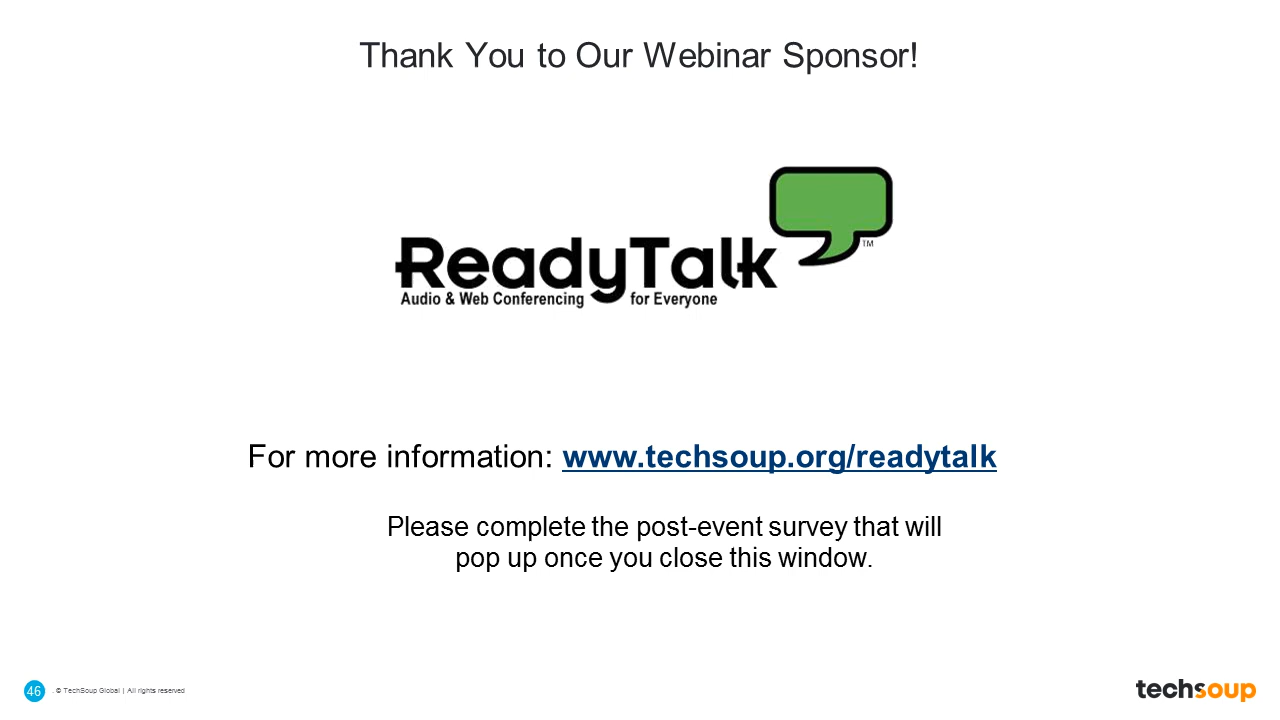 Thank You to Our Webinar Sponsor!
ReadyTalk
TM
Audio & Web Conferencing for Everyone
For more information: www.techsoup.org/readytalk
Please complete the post-event survey that will
pop up once you close this window.
46 . © TechSoup Global | All rights reserved
techsoup